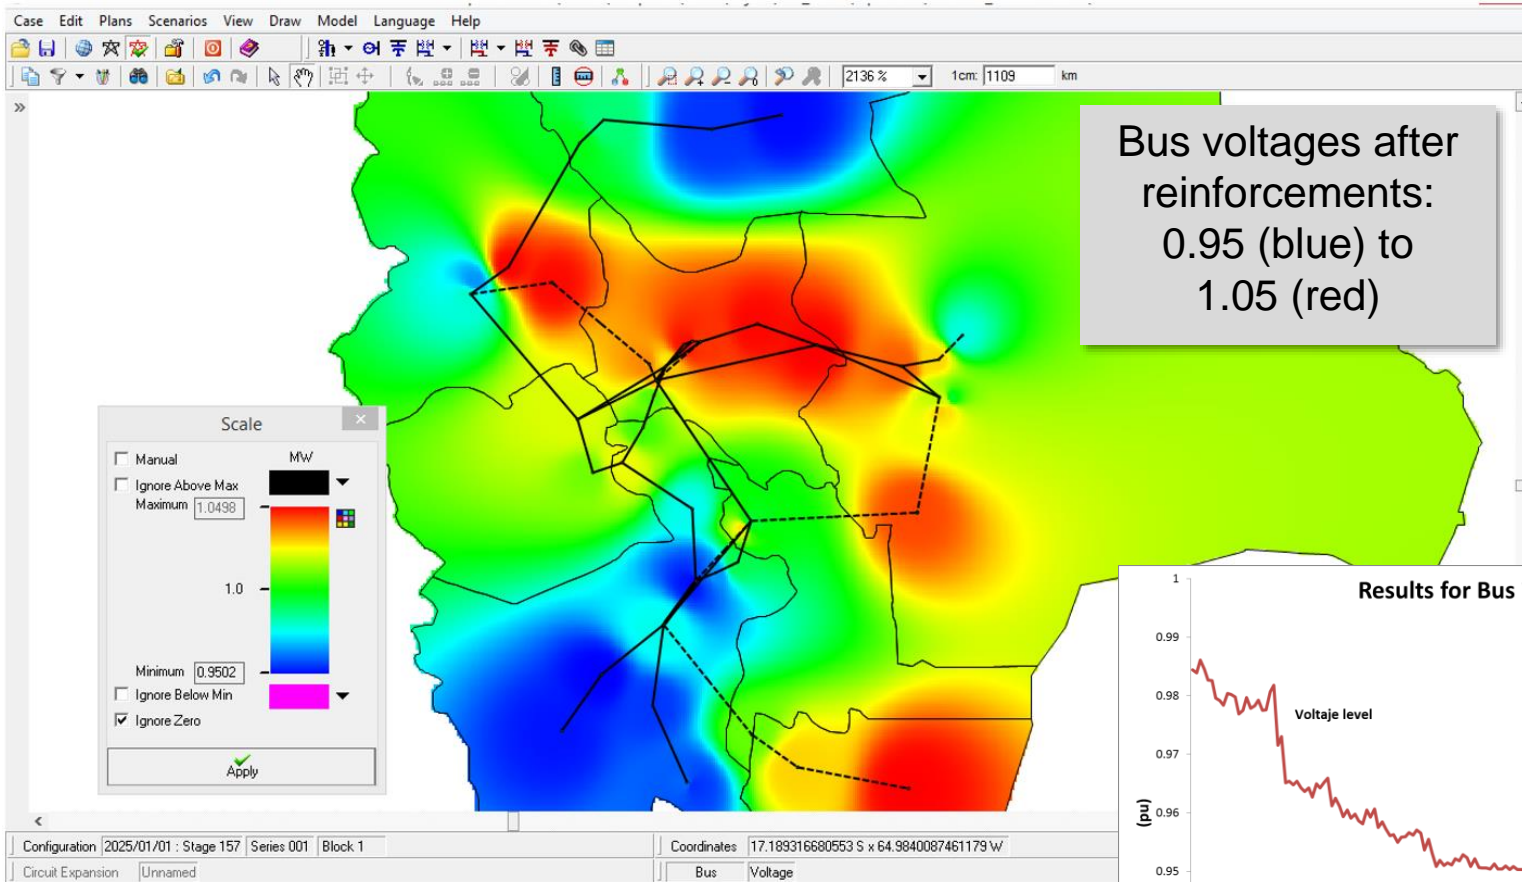 Case Edit Plans Scenarios View Draw Model Language Help
2136 % 1cm: 1109 km
»
Bus voltages after
reinforcements:
0.95 (blue) to
1.05 (red)
Scale
Manual MW
Ignore Above Max
Maximum 1.0498
1.0
Minimum 0.9502
Ignore Below Min
Ignore Zero
Apply
Results for Bus
1
0.99
0.98
Voltaje level
0.97
0.96
(pu)
0.95
Configuration 2025/01/01 : Stage 157 Series 001 Block 1 Coordinates 17.189316680553 S x 64.9840087461179 W
Circuit Expansion Unnamed Bus Voltage